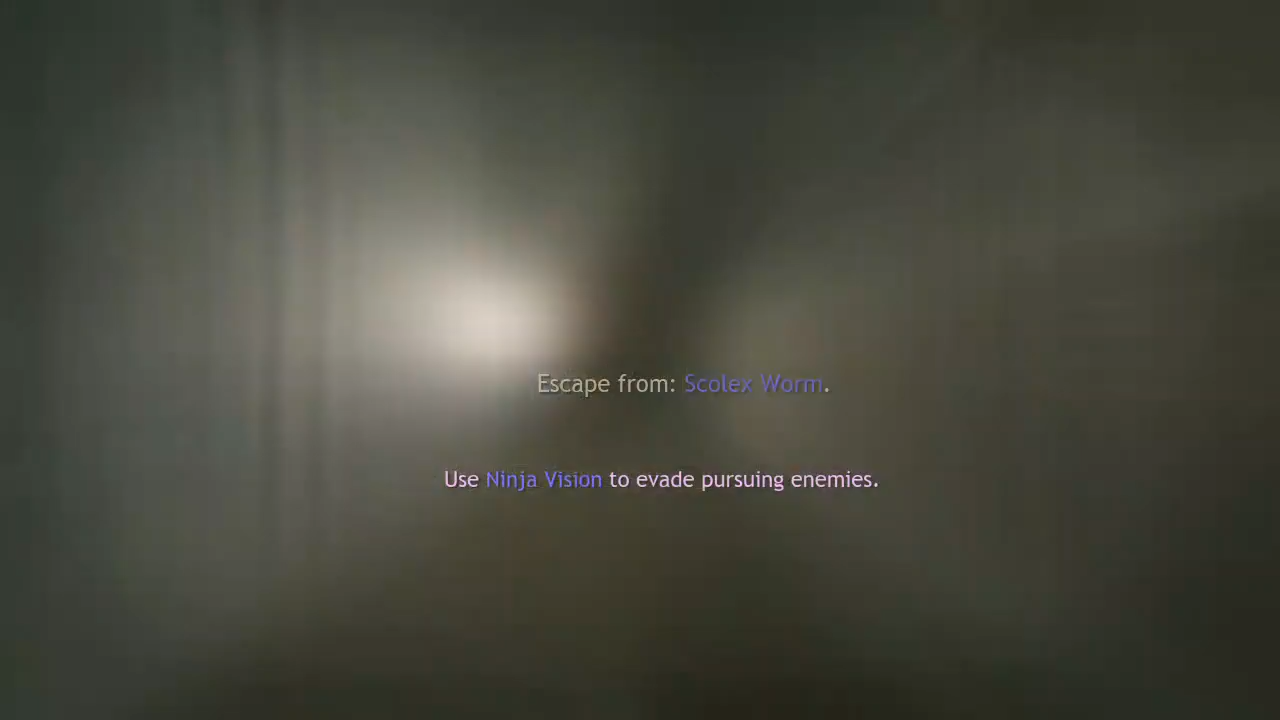 Escape from: Scolex Worm.
Use Ninja Vision to evade pursuing enemies.